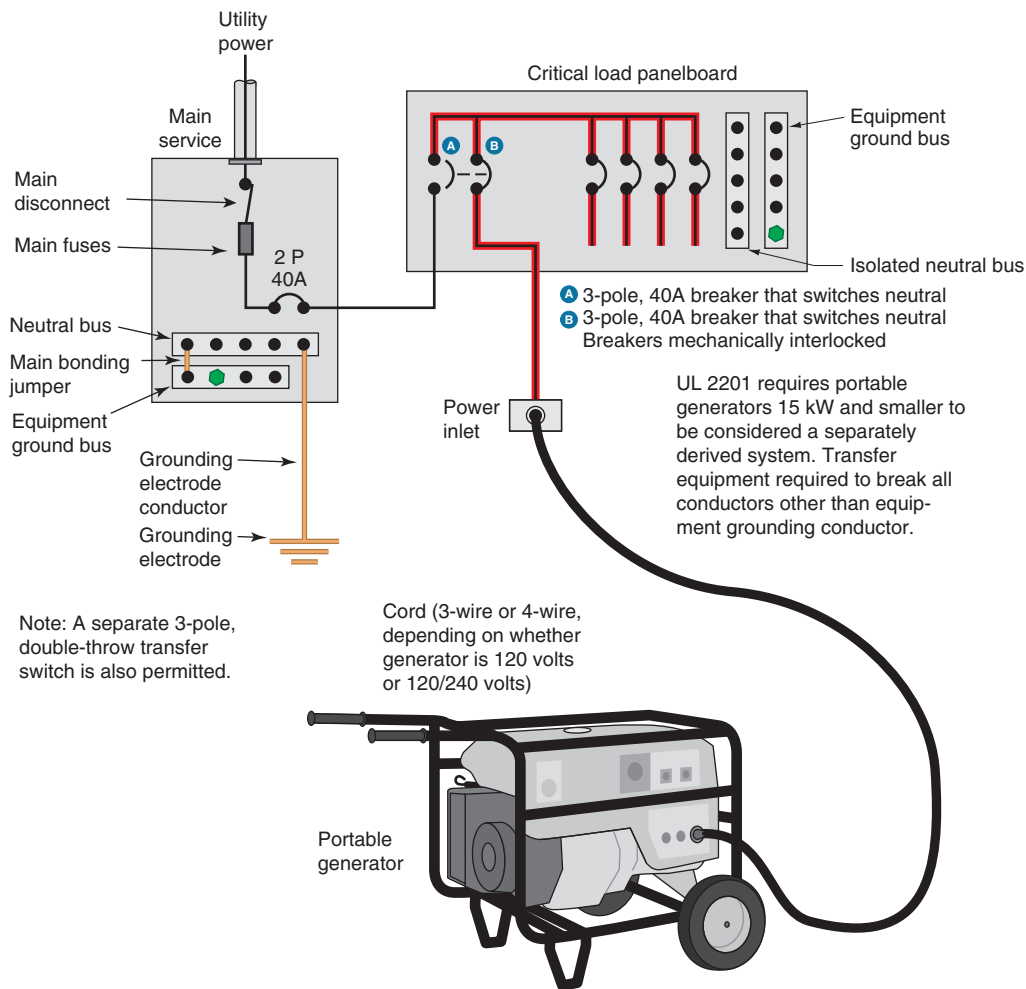 Utility
power
Critical load panelboard
Main
service
Equipment
ground bus
Main
disconnect
A
B
Main fuses
2 P
40A
Isolated neutral bus
A 3-pole, 40A breaker that switches neutral
B 3-pole, 40A breaker that switches neutral
Breakers mechanically interlocked
Neutral bus
Main bonding
jumper
Equipment
ground bus
Power
inlet
UL 2201 requires portable
generators 15 kW and smaller to
be considered a separately
derived system. Transfer
equipment required to break all
conductors other than equip-
ment grounding conductor.
Grounding
electrode
conductor
Grounding
electrode
Note: A separate 3-pole,
double-throw transfer
switch is also permitted.
Cord (3-wire or 4-wire,
depending on whether
generator is 120 volts
or 120/240 volts)
Portable
generator